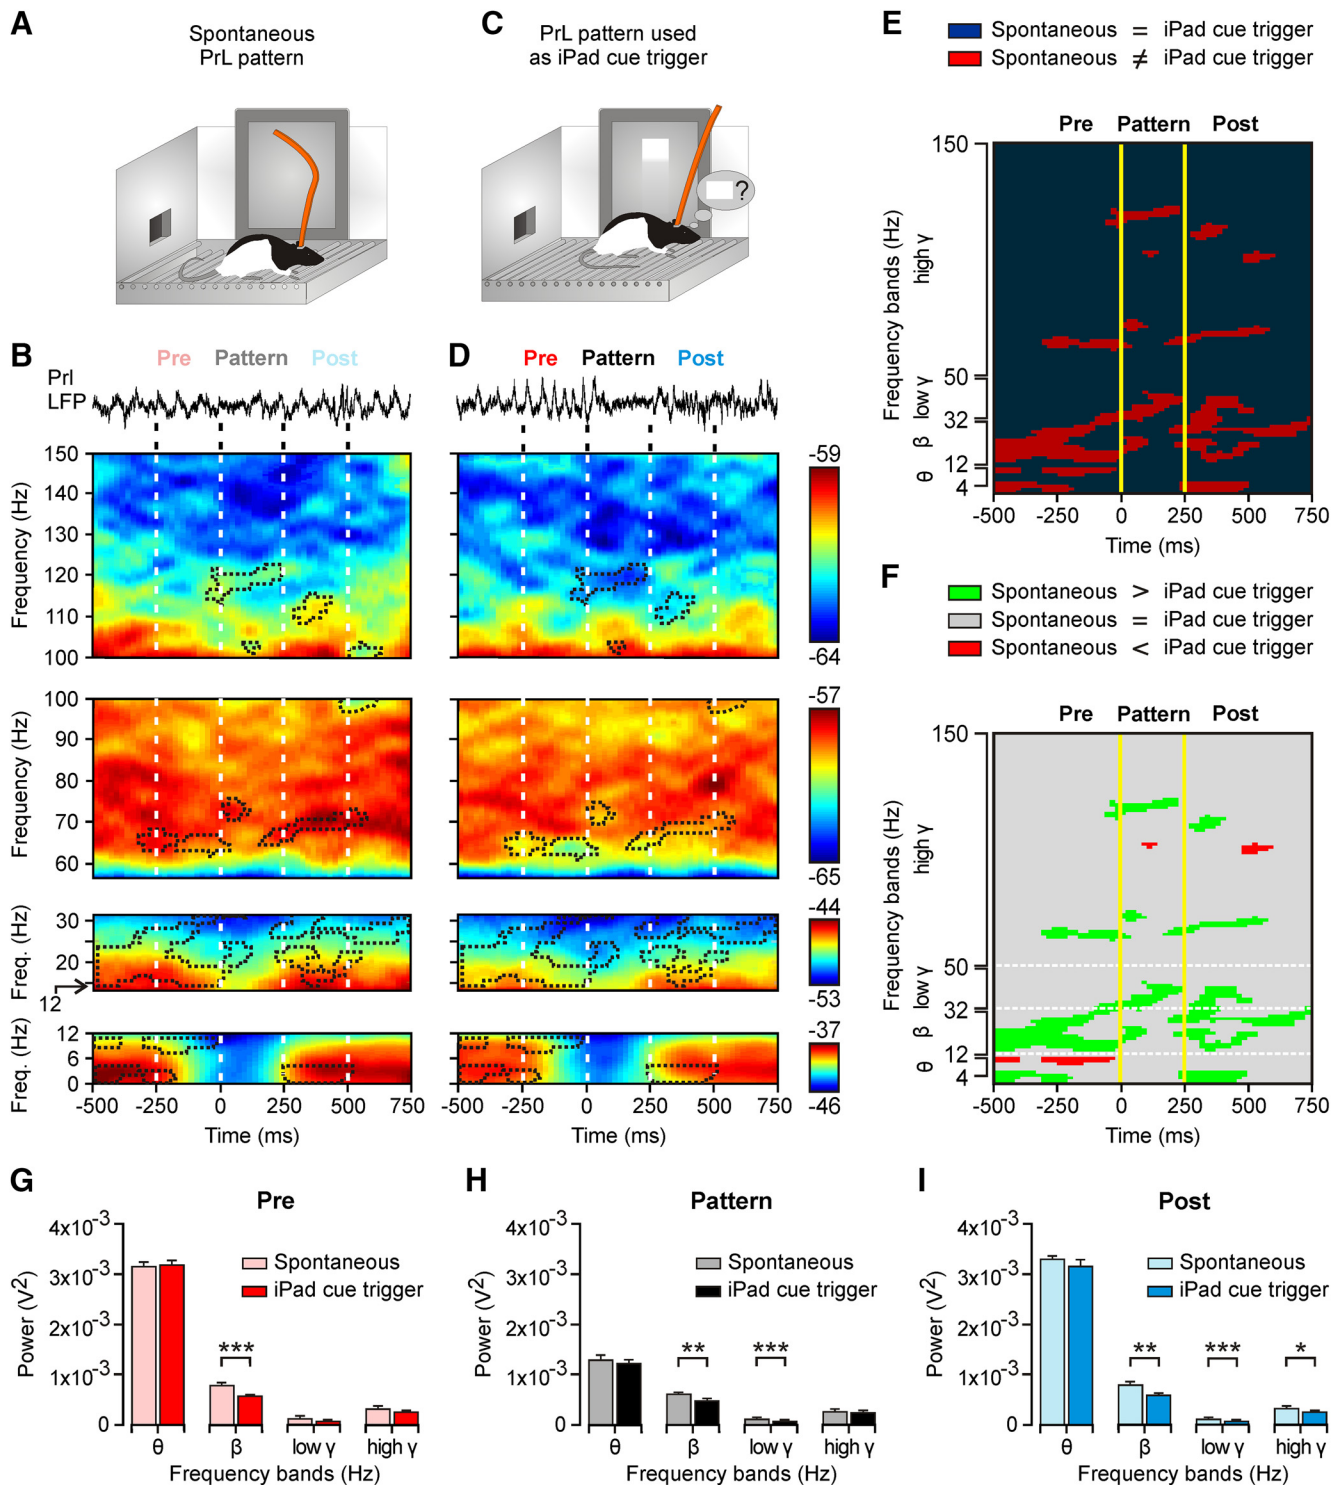 A
Spontaneous
PrL pattern
C
PrL pattern used
as iPad cue trigger
?
B
Pre Pattern Post
Prl
LFP
D
Pre Pattern Post
Frequency (Hz)
150
140
130
120
110
100
-59
-64
Frequency (Hz)
100
90
80
70
60
-57
-65
Freq. (Hz)
30
20
12
-44
-53
Freq. (Hz)
12
6
0
-37
-46
-500 -250 0 250 500 750
Time (ms)
-500 -250 0 250 500 750
Time (ms)
E
Spontaneous = iPad cue trigger
Spontaneous ≠ iPad cue trigger
Pre Pattern Post
Frequency bands (Hz)
θ β low γ high γ
150
50
32
12
4
-500 -250 0 250 500 750
Time (ms)
F
Spontaneous > iPad cue trigger
Spontaneous = iPad cue trigger
Spontaneous < iPad cue trigger
Pre Pattern Post
Frequency bands (Hz)
θ β low γ high γ
150
50
32
12
4
-500 -250 0 250 500 750
Time (ms)
G
Pre
Power (V²)
4x10⁻³
3x10⁻³
2x10⁻³
1x10⁻³
0
Spontaneous
iPad cue trigger
***
θ β low γ high γ
Frequency bands (Hz)
H
Pattern
Power (V²)
4x10⁻³
3x10⁻³
2x10⁻³
1x10⁻³
0
Spontaneous
iPad cue trigger
** ***
θ β low γ high γ
Frequency bands (Hz)
I
Post
Power (V²)
4x10⁻³
3x10⁻³
2x10⁻³
1x10⁻³
0
Spontaneous
iPad cue trigger
** *** *
θ β low γ high γ
Frequency bands (Hz)